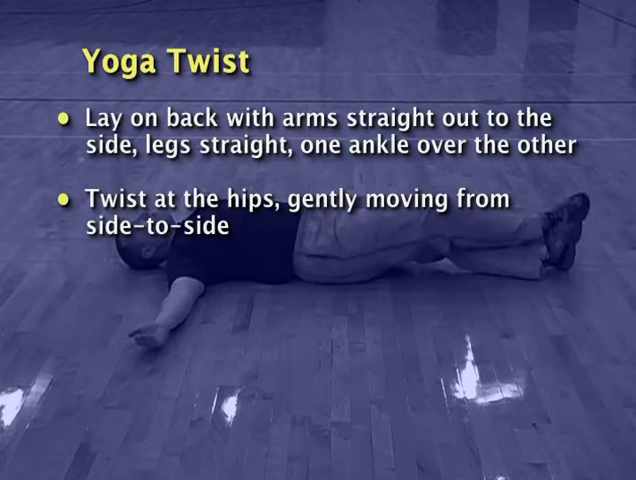 Yoga Twist
• Lay on back with arms straight out to the
side, legs straight, one ankle over the other
• Twist at the hips, gently moving from
side-to-side